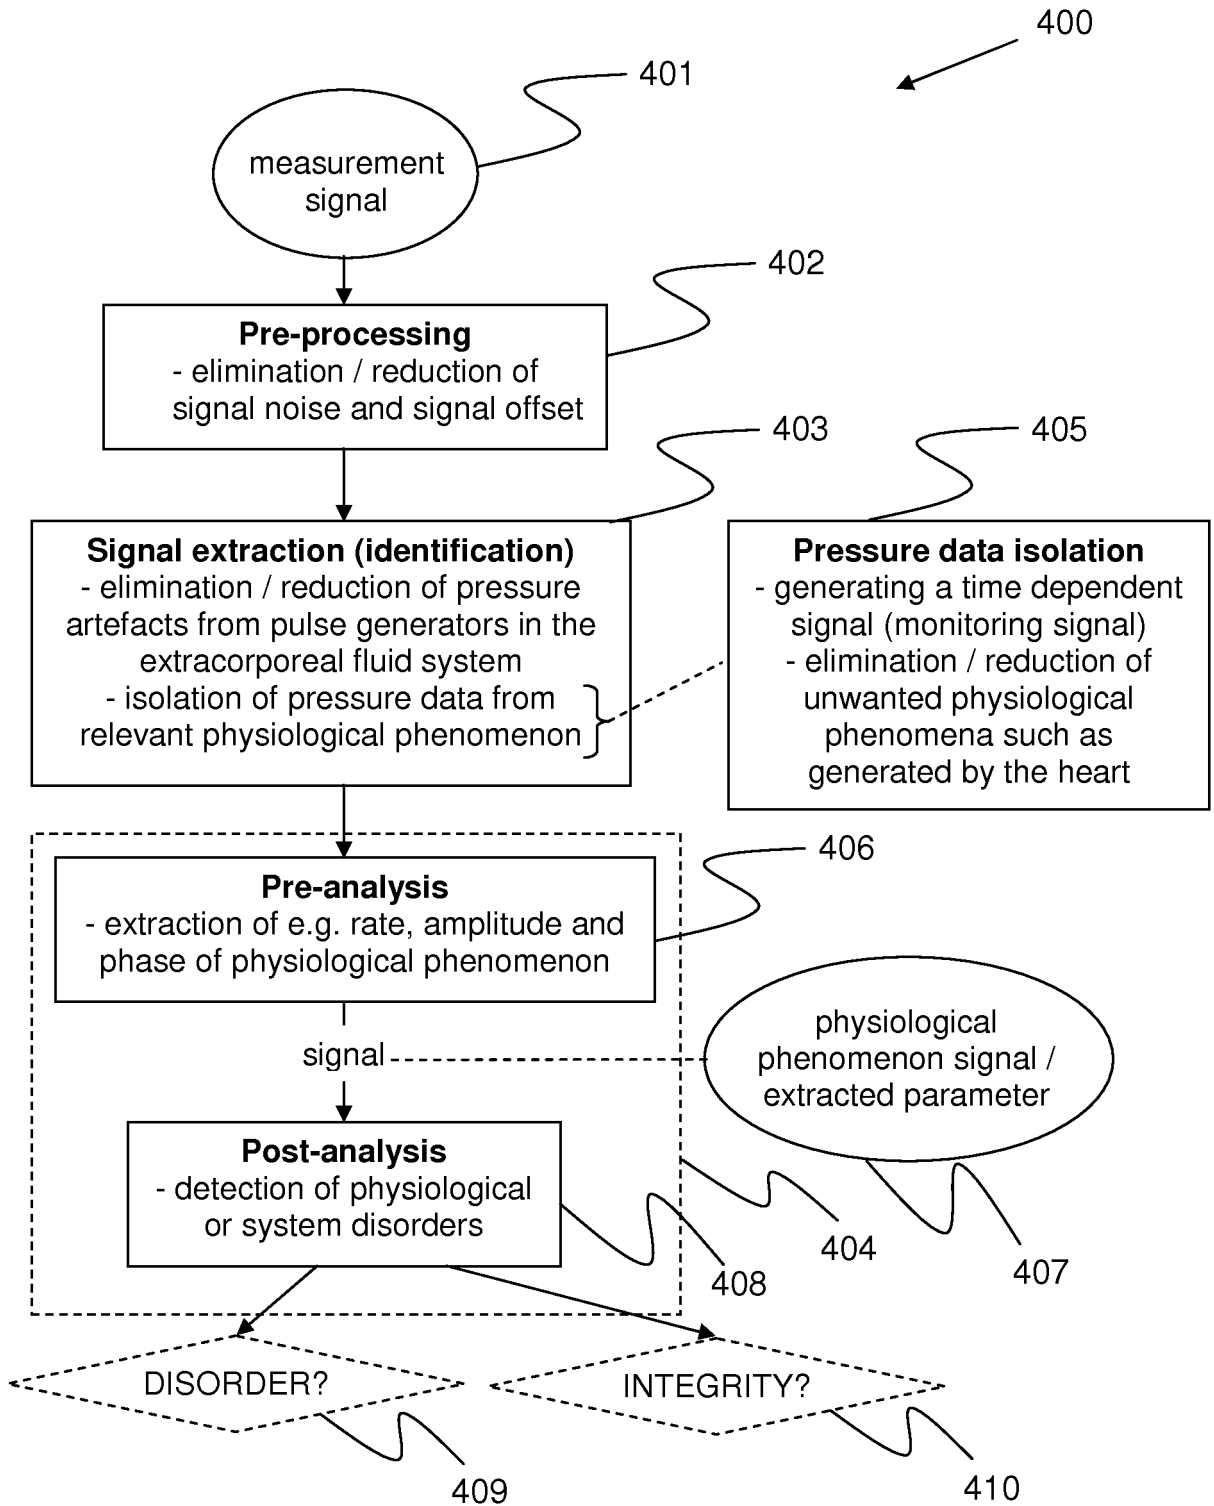 400
401
measurement
signal
402
Pre-processing
- elimination / reduction of
signal noise and signal offset
403
405
Signal extraction (identification)
- elimination / reduction of pressure
artefacts from pulse generators in the
extracorporeal fluid system
- isolation of pressure data from
relevant physiological phenomenon
Pressure data isolation
- generating a time dependent
signal (monitoring signal)
- elimination / reduction of
unwanted physiological
phenomena such as
generated by the heart
406
Pre-analysis
- extraction of e.g. rate, amplitude and
phase of physiological phenomenon
signal
physiological
phenomenon signal /
extracted parameter
Post-analysis
- detection of physiological
or system disorders
404
407
408
DISORDER?
INTEGRITY?
409
410